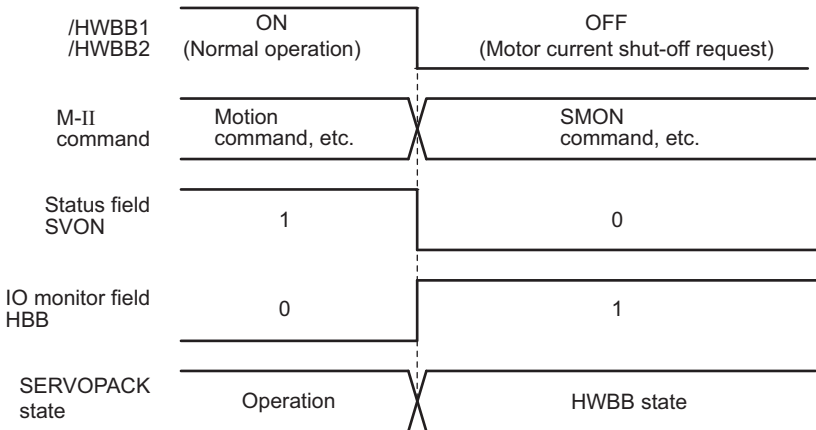 /HWBB1
/HWBB2
ON
(Normal operation)
OFF
(Motor current shut-off request)
M-II
command
Motion
command, etc.
SMON
command, etc.
Status field
SVON
1
0
IO monitor field
HBB
0
1
SERVOPACK
state
Operation
HWBB state